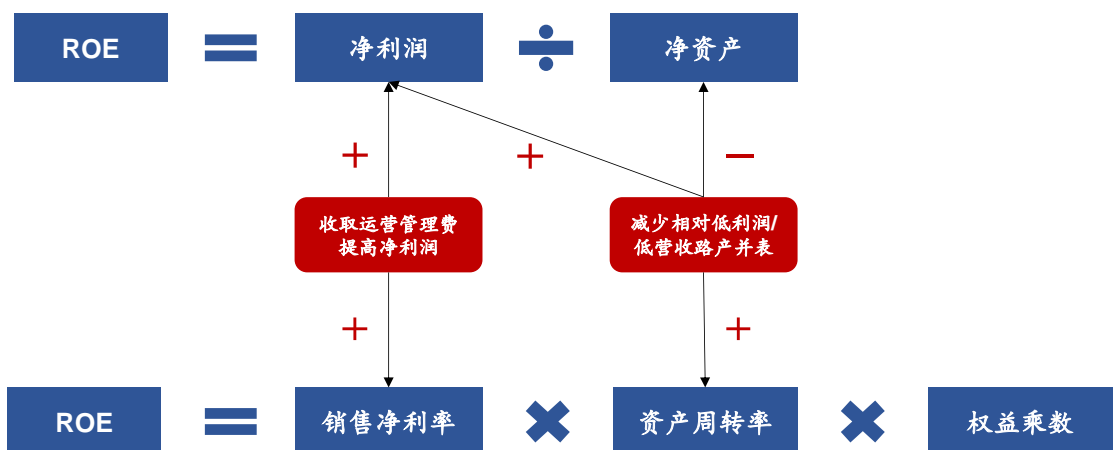 ROE = 净利润 ÷ 净资产
+ + −
收取运营管理费
提高净利润
减少相对低利润/
低营收路产并表
+ +
ROE = 销售净利率 × 资产周转率 × 权益乘数